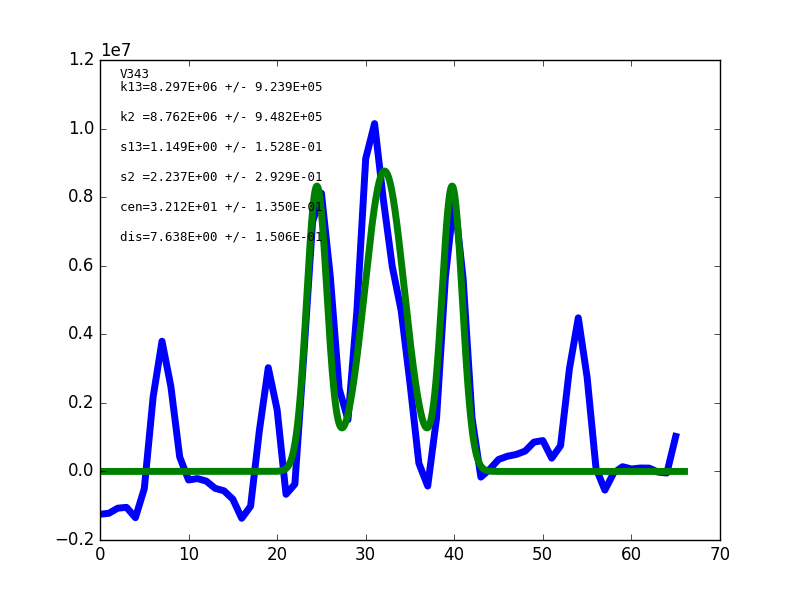 1e7
V343
k13=8.297E+06 +/- 9.239E+05
k2 =8.762E+06 +/- 9.482E+05
s13=1.149E+00 +/- 1.528E-01
s2 =2.237E+00 +/- 2.929E-01
cen=3.212E+01 +/- 1.350E-01
dis=7.638E+00 +/- 1.506E-01
1.2
1.0
0.8
0.6
0.4
0.2
0.0
−0.2
0 10 20 30 40 50 60 70